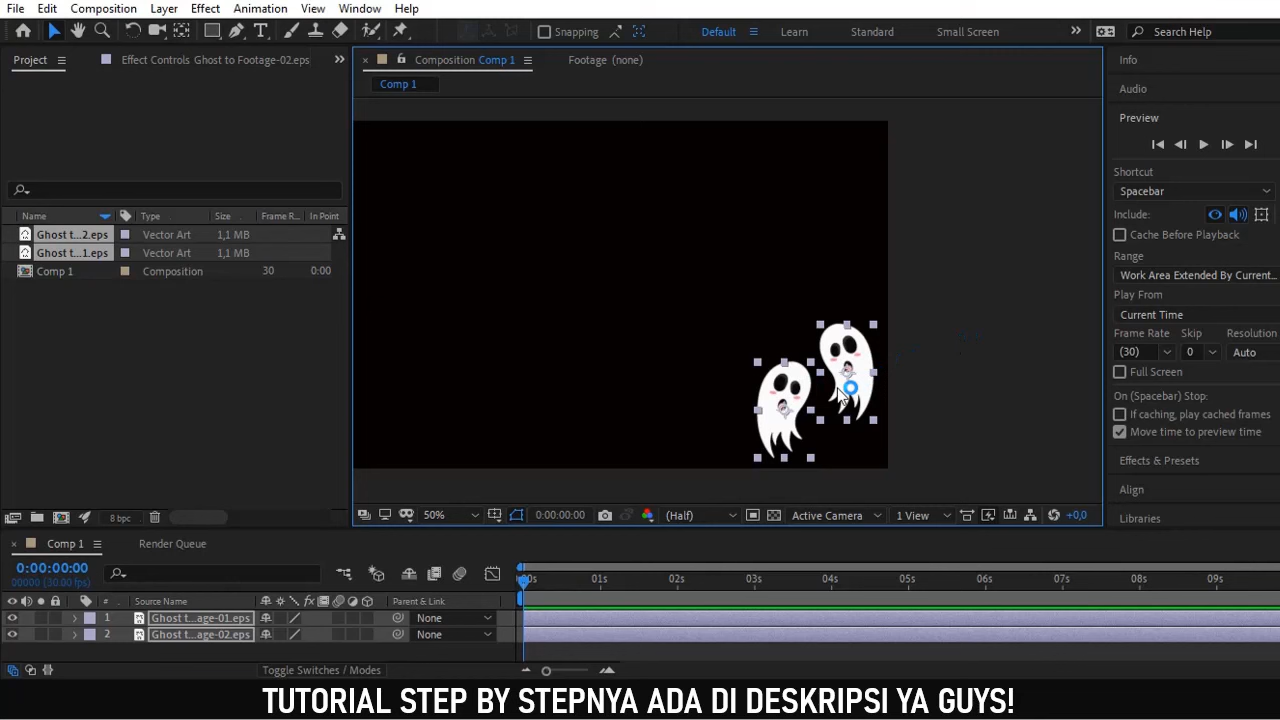 File Edit Composition Layer Effect Animation View Window Help
Snapping Default Learn Standard Small Screen Search Help
Project Effect Controls Ghost to Footage-02.eps
Composition Comp 1 Footage (none)
Comp 1
Info
Audio
Preview
Shortcut
Spacebar
Include:
Cache Before Playback
Range
Work Area Extended By Current...
Play From
Current Time
Frame Rate Skip Resolution
(30) 0 Auto
Full Screen
On (Spacebar) Stop:
If caching, play cached frames
Move time to preview time
Effects & Presets
Align
Libraries
Name Type Size Frame R... In Point
Ghost t...2.eps Vector Art 1,1 MB
Ghost t...1.eps Vector Art 1,1 MB
Comp 1 Composition 30 0:00
8 bpc
50% 0:00:00:00 (Half) Active Camera 1 View +0,0
Comp 1 Render Queue
0:00:00:00
00000 (30.00 fps)
# Source Name fx Parent & Link
1 Ghost t...age-01.eps None
2 Ghost t...age-02.eps None
01s 02s 03s 04s 05s 06s 07s 08s 09s
Toggle Switches / Modes
TUTORIAL STEP BY STEPNYA ADA DI DESKRIPSI YA GUYS!